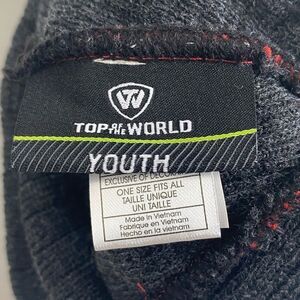 TOP OF THE WORLD
YOUTH
EXCLUSIVE OF DECORATION
ONE SIZE FITS ALL
TAILLE UNIQUE
UNI TAILLE
Made in Vietnam
Fabriqué en Vietnam
Hecho en la vietnam